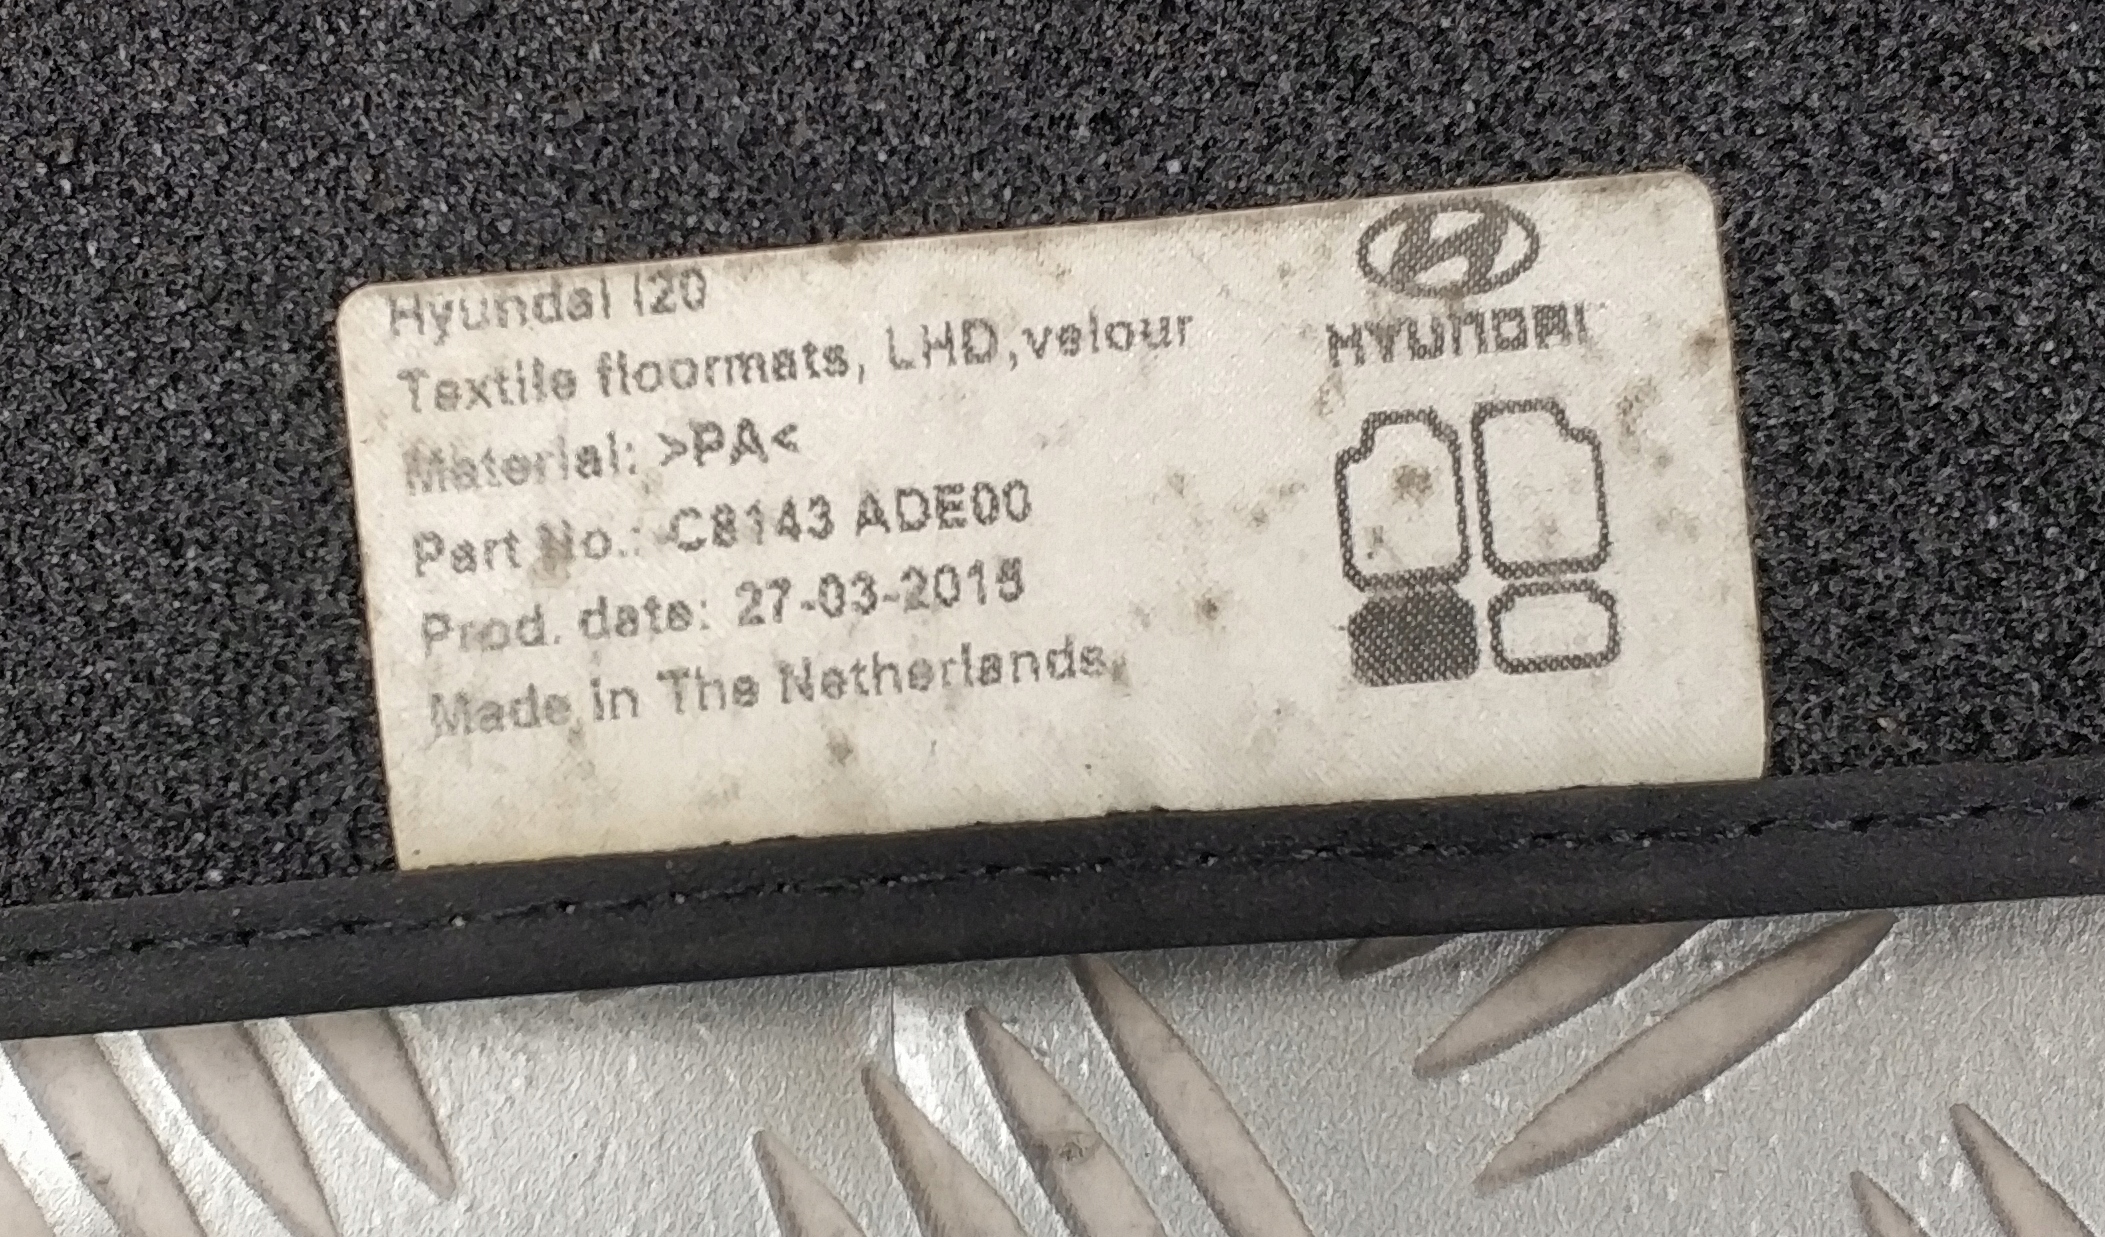 Hyundai I20
Textile floormats, LHD,velour
Material: >PA<
Part No.: C8143 ADE00
Prod. date: 27-03-2015
Made in The Netherlands
HYUNDAI